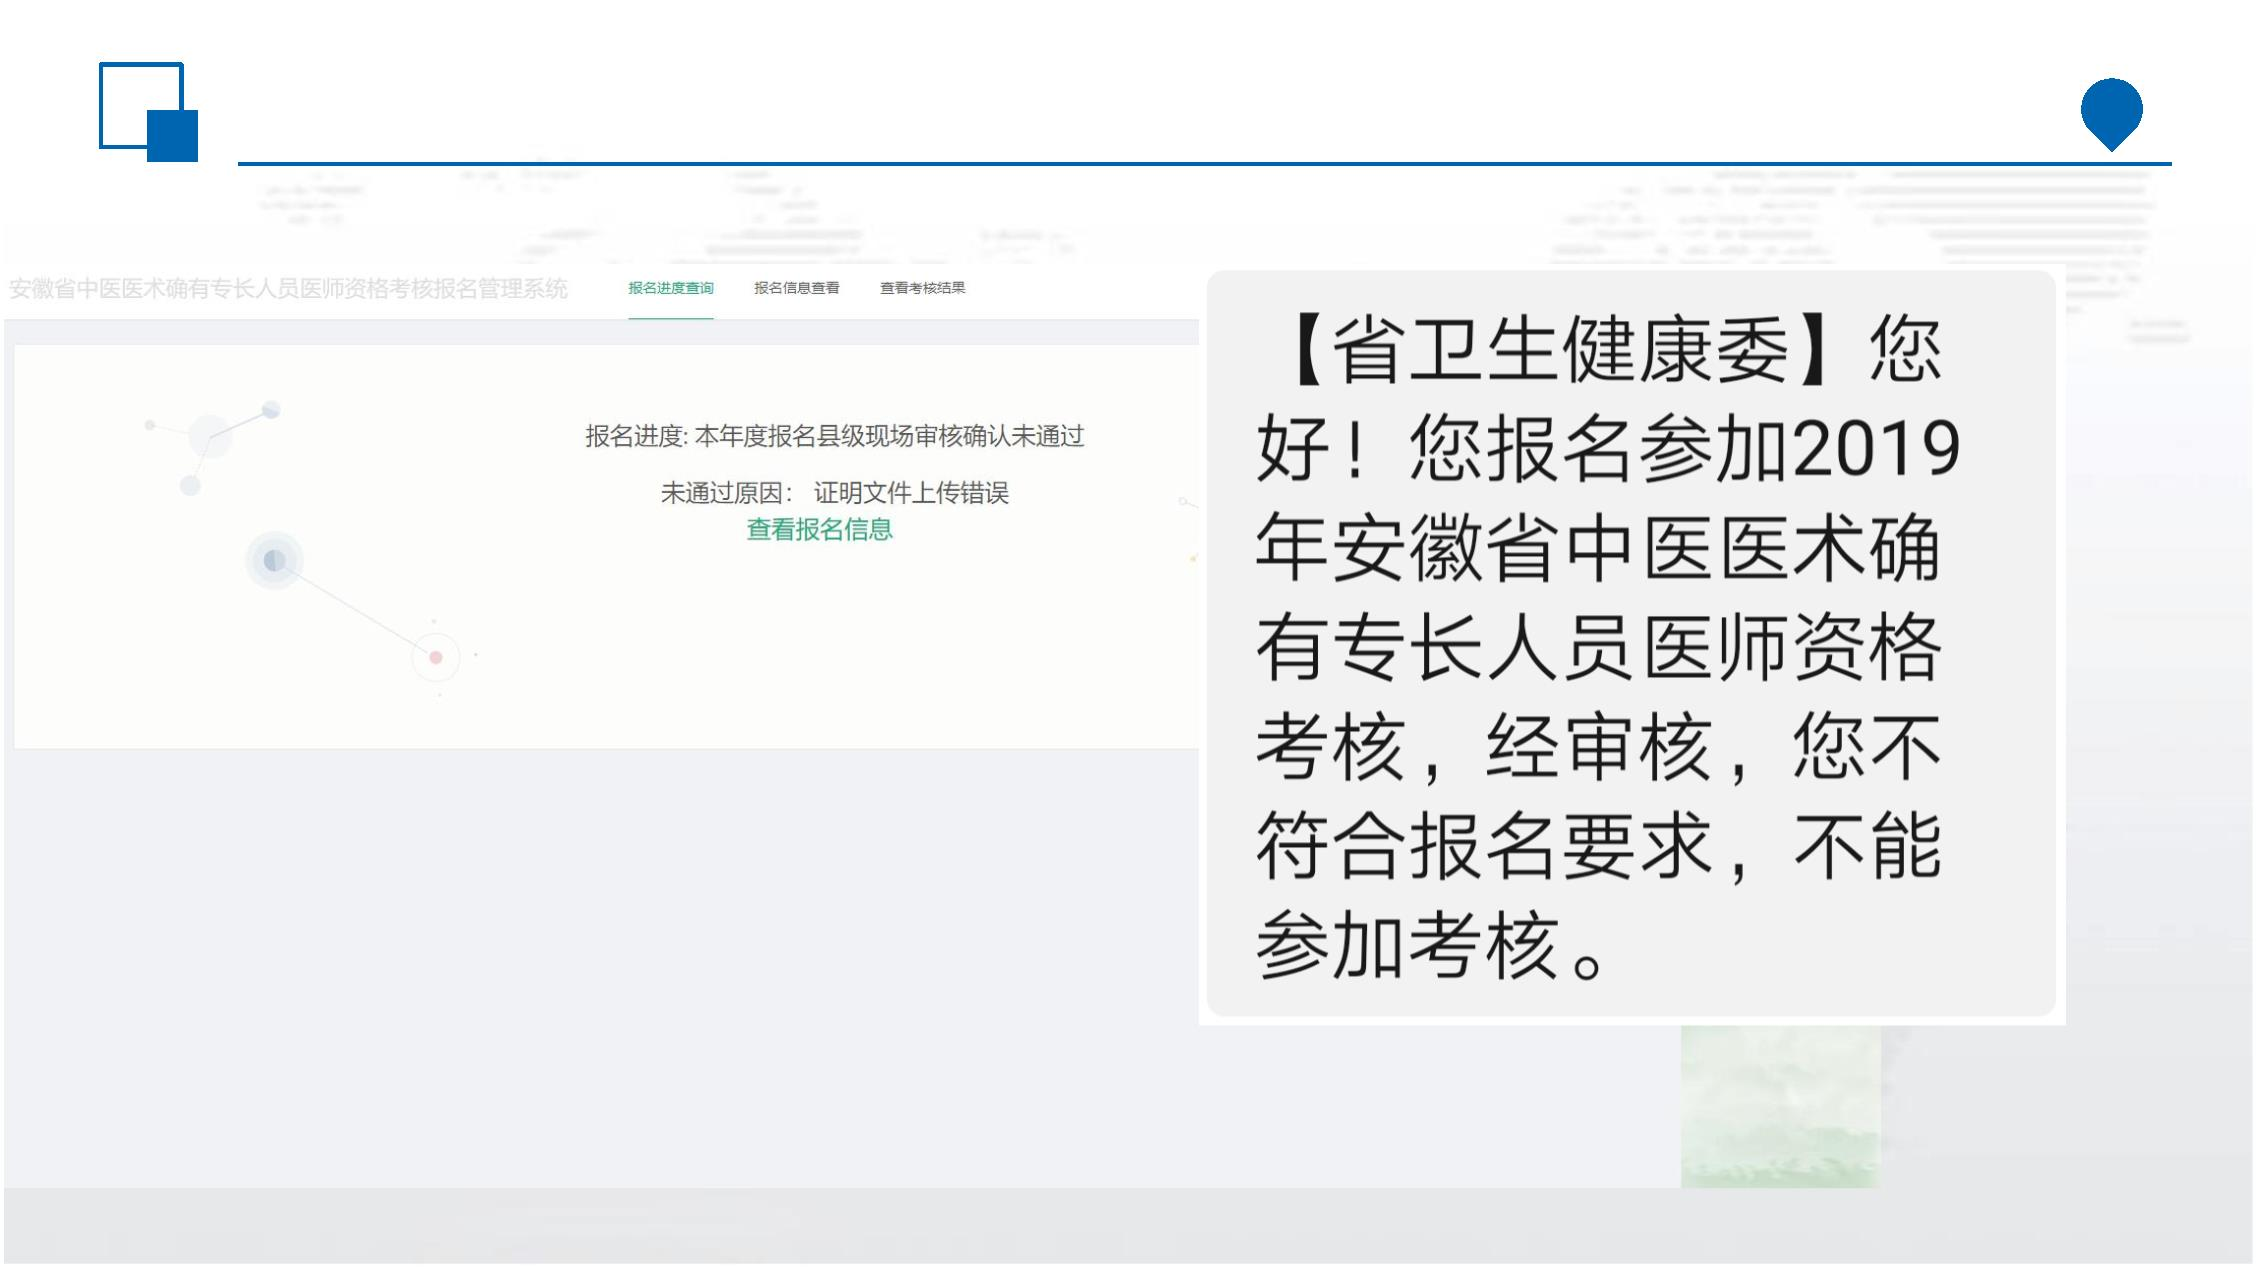 安徽省中医医术确有专长人员医师资格考核报名管理系统
报名进度查询 报名信息查看 查看考核结果
报名进度: 本年度报名县级现场审核确认未通过
未通过原因： 证明文件上传错误
查看报名信息
【省卫生健康委】您
好！您报名参加2019
年安徽省中医医术确
有专长人员医师资格
考核，经审核，您不
符合报名要求，不能
参加考核。